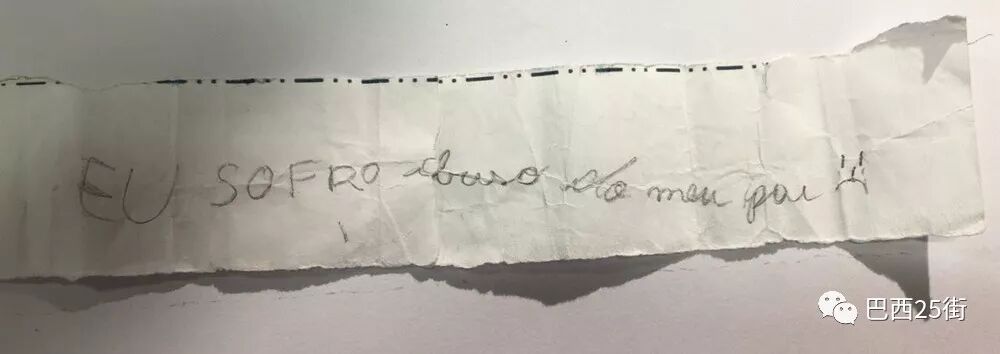 EU SOFRO abuso do meu pai
巴西25街